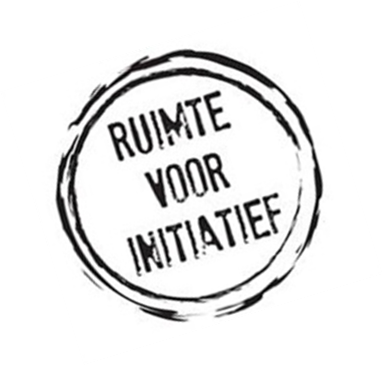 RUIMTE
VOOR
INITIATIEF